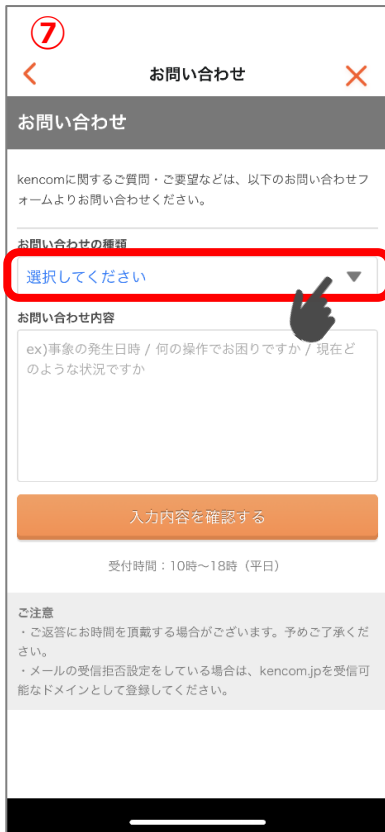 ⑦
お問い合わせ
お問い合わせ
kencomに関するご質問・ご要望などは、以下のお問い合わせフ
ォームよりお問い合わせください。
お問い合わせの種類
選択してください
お問い合わせ内容
ex)事象の発生日時 / 何の操作でお困りですか / 現在ど
のような状況ですか
入力内容を確認する
受付時間：10時〜18時（平日）
ご注意
・ご返答にお時間を頂戴する場合がございます。予めご了承くだ
さい。
・メールの受信拒否設定をしている場合は、kencom.jpを受信可
能なドメインとして登録してください。